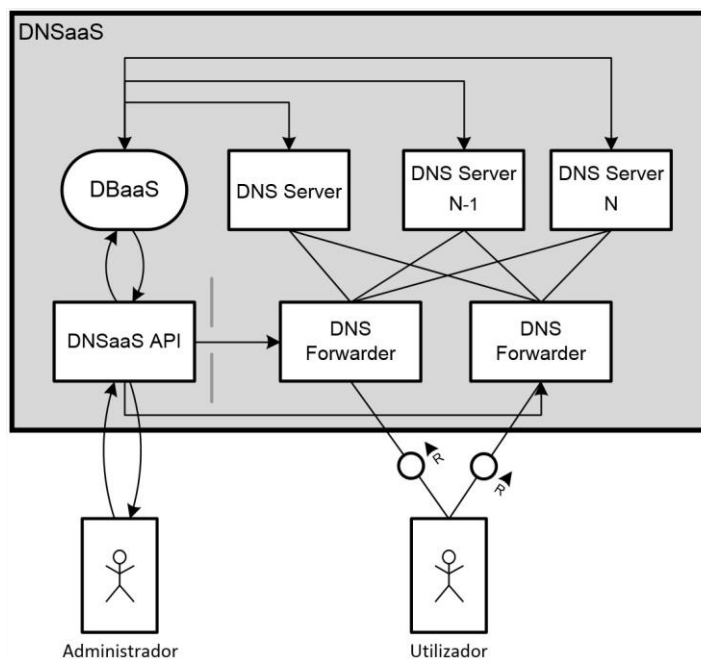 DNSaaS
DBaaS
DNS Server
DNS Server
N-1
DNS Server
N
DNSaaS API
DNS
Forwarder
DNS
Forwarder
R
R
Administrador
Utilizador